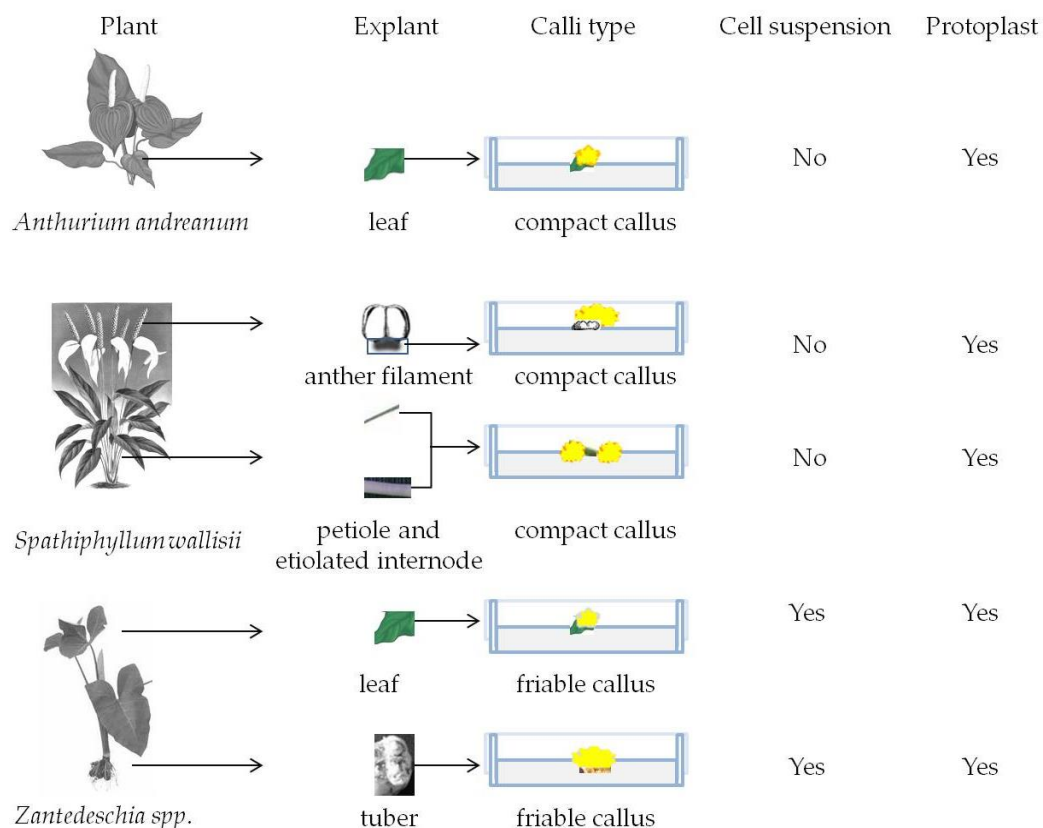 Plant Explant Calli type Cell suspension Protoplast
No Yes
Anthurium andreanum leaf compact callus
No Yes
anther filament compact callus
No Yes
Spathiphyllum wallisii petiole and compact callus
etiolated internode
Yes Yes
leaf friable callus
Yes Yes
Zantedeschia spp. tuber friable callus